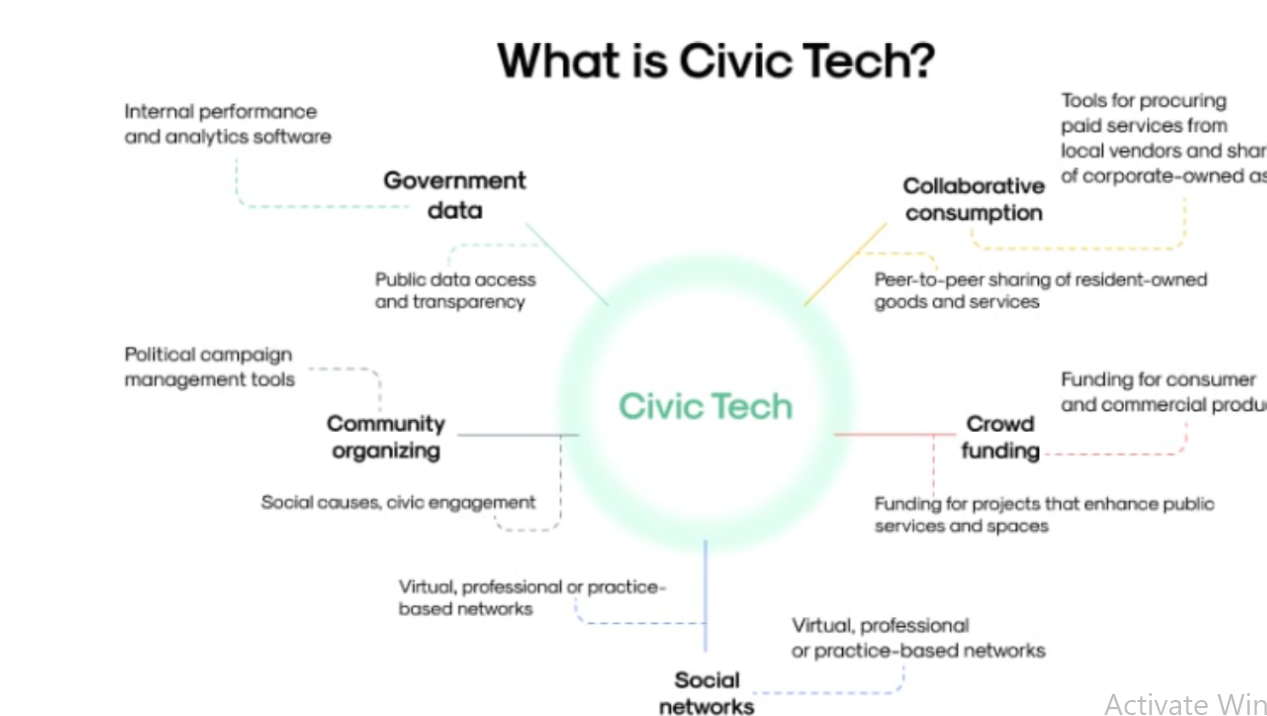 What is Civic Tech?
Internal performance
and analytics software
Government
data
Public data access
and transparency
Tools for procuring
paid services from
local vendors and shar
of corporate-owned as
Collaborative
consumption
Peer-to-peer sharing of resident-owned
goods and services
Political campaign
management tools
Community
organizing
Social causes, civic engagement
Civic Tech
Funding for consumer
and commercial produ
Crowd
funding
Funding for projects that enhance public
services and spaces
Virtual, professional or practice-
based networks
Virtual, professional
or practice-based networks
Social
networks
Activate Win